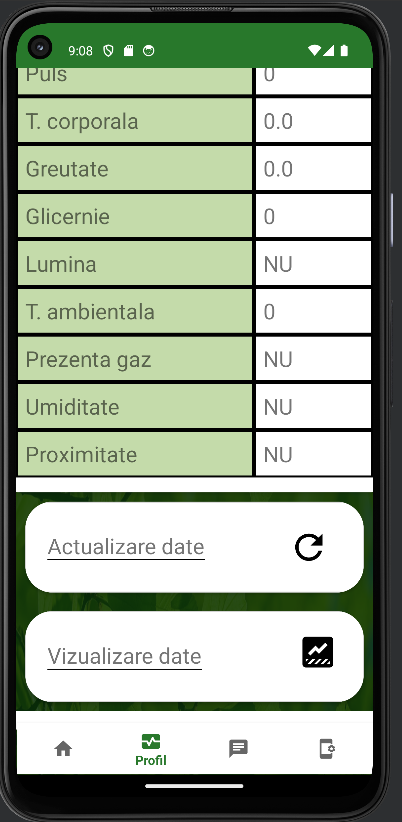 9:08
Puls 0
T. corporala 0.0
Greutate 0.0
Glicernie 0
Lumina NU
T. ambientala 0
Prezenta gaz NU
Umiditate NU
Proximitate NU
Actualizare date
Vizualizare date
Profil